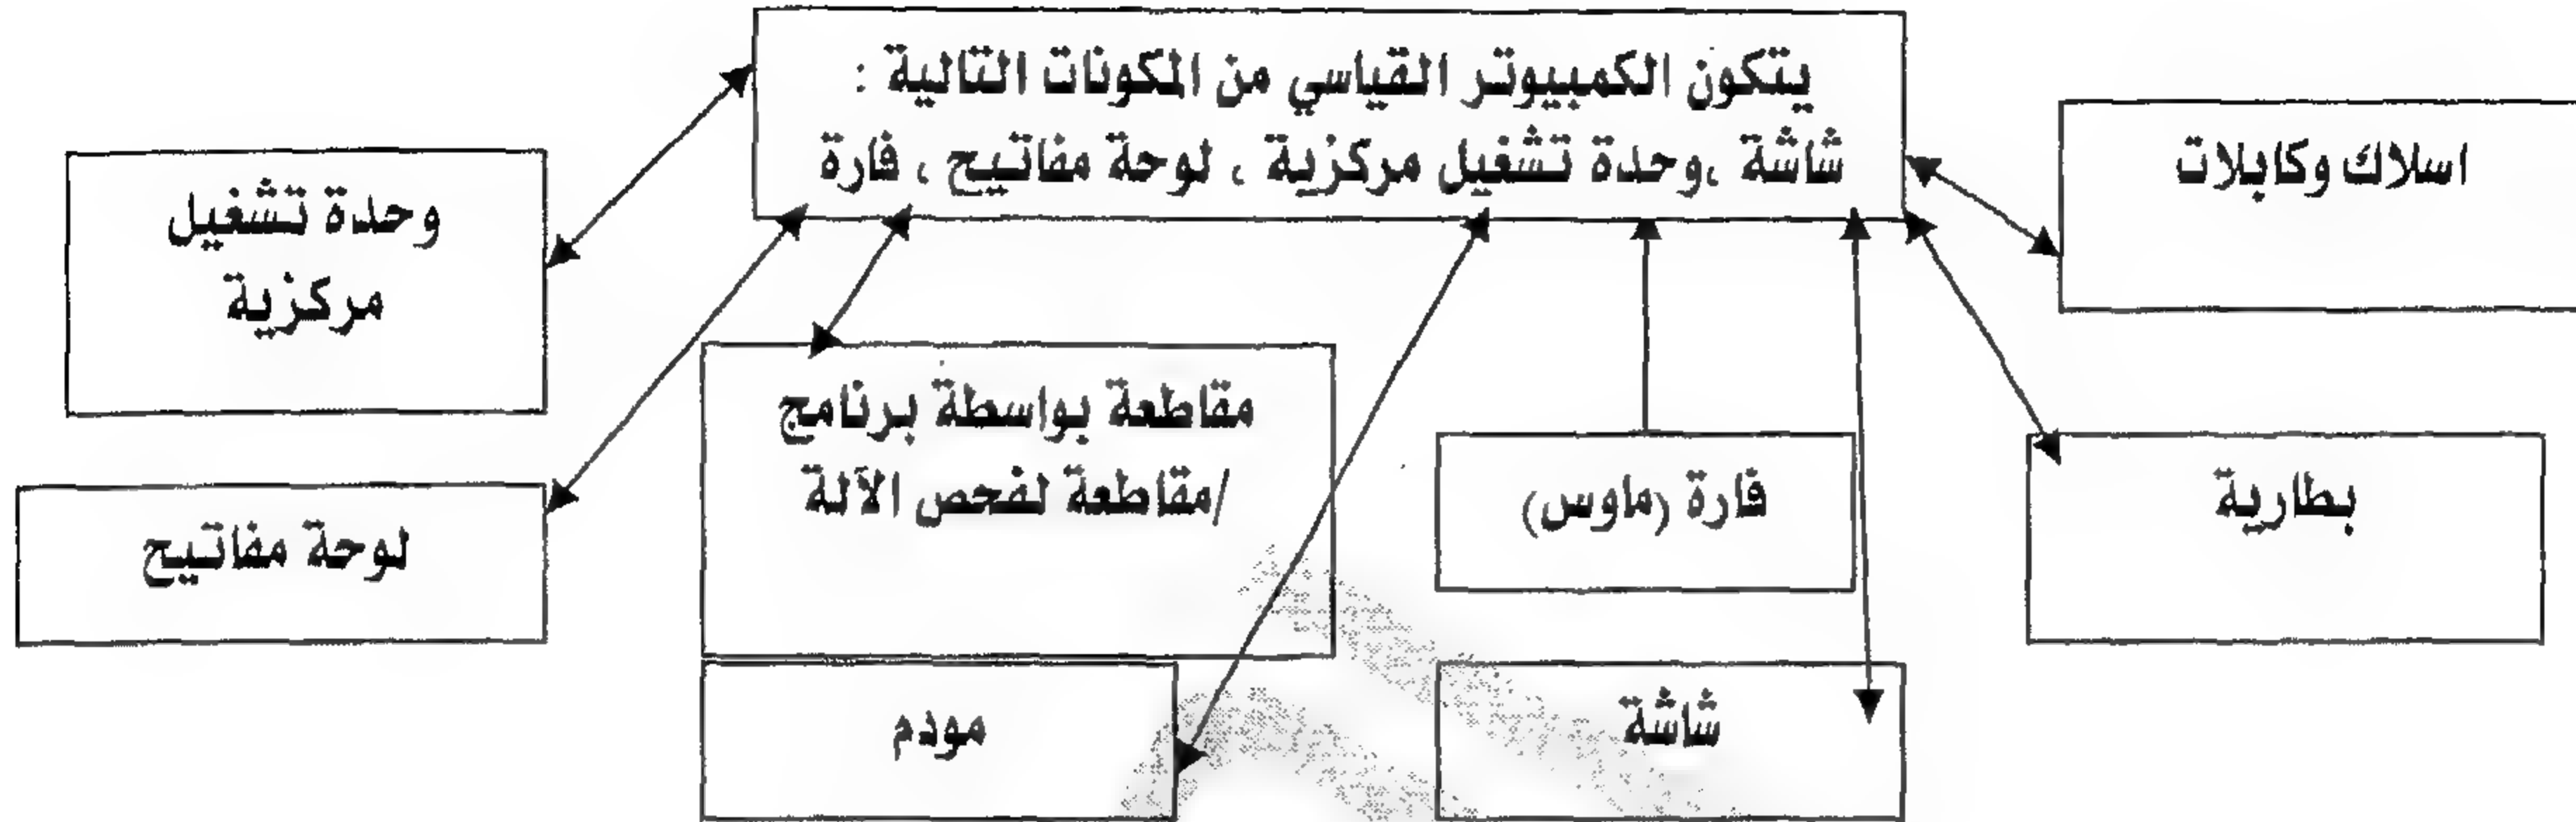 يتكون الكمبيوتر القياسي من المكونات التالية :
شاشة ،وحدة تشغيل مركزية ، لوحة مفاتيح ، فارة
اسلاك وكابلات
وحدة تشغيل
مركزية
مقاطعة بواسطة برنامج
/مقاطعة لفحص الآلة
فارة (ماوس)
بطارية
لوحة مفاتيح
شاشة
مودم